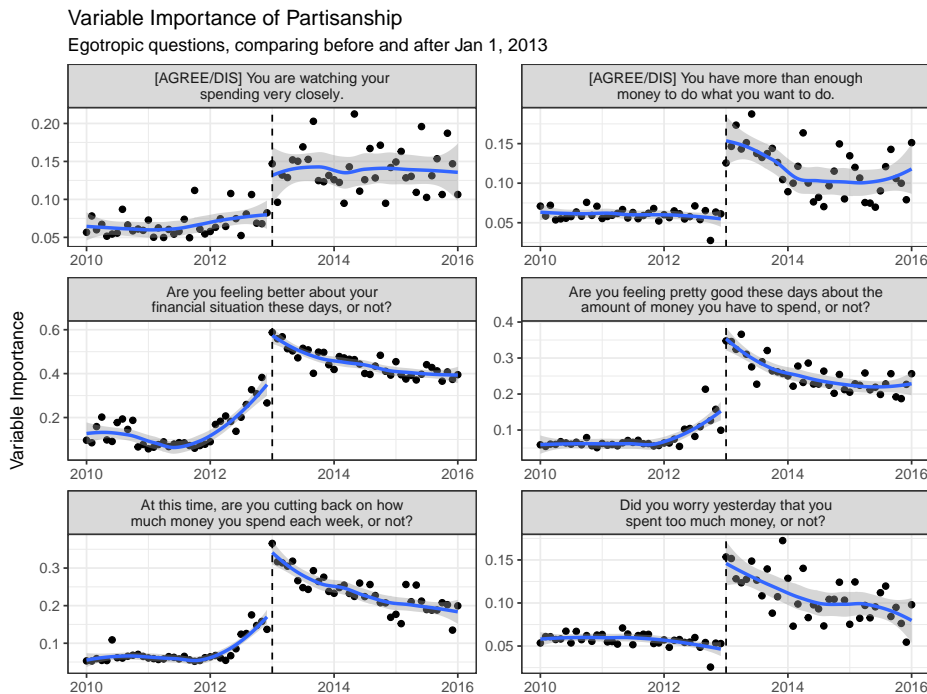 Variable Importance of Partisanship
Egotropic questions, comparing before and after Jan 1, 2013
[AGREE/DIS] You are watching your
spending very closely.
[AGREE/DIS] You have more than enough
money to do what you want to do.
0.20
0.15
0.10
0.05
2010 2012 2014 2016
0.15
0.10
0.05
2010 2012 2014 2016
Are you feeling better about your
financial situation these days, or not?
Are you feeling pretty good these days about the
amount of money you have to spend, or not?
Variable Importance
0.6
0.4
0.2
2010 2012 2014 2016
0.4
0.3
0.2
0.1
2010 2012 2014 2016
At this time, are you cutting back on how
much money you spend each week, or not?
Did you worry yesterday that you
spent too much money, or not?
0.3
0.2
0.1
2010 2012 2014 2016
0.15
0.10
0.05
2010 2012 2014 2016